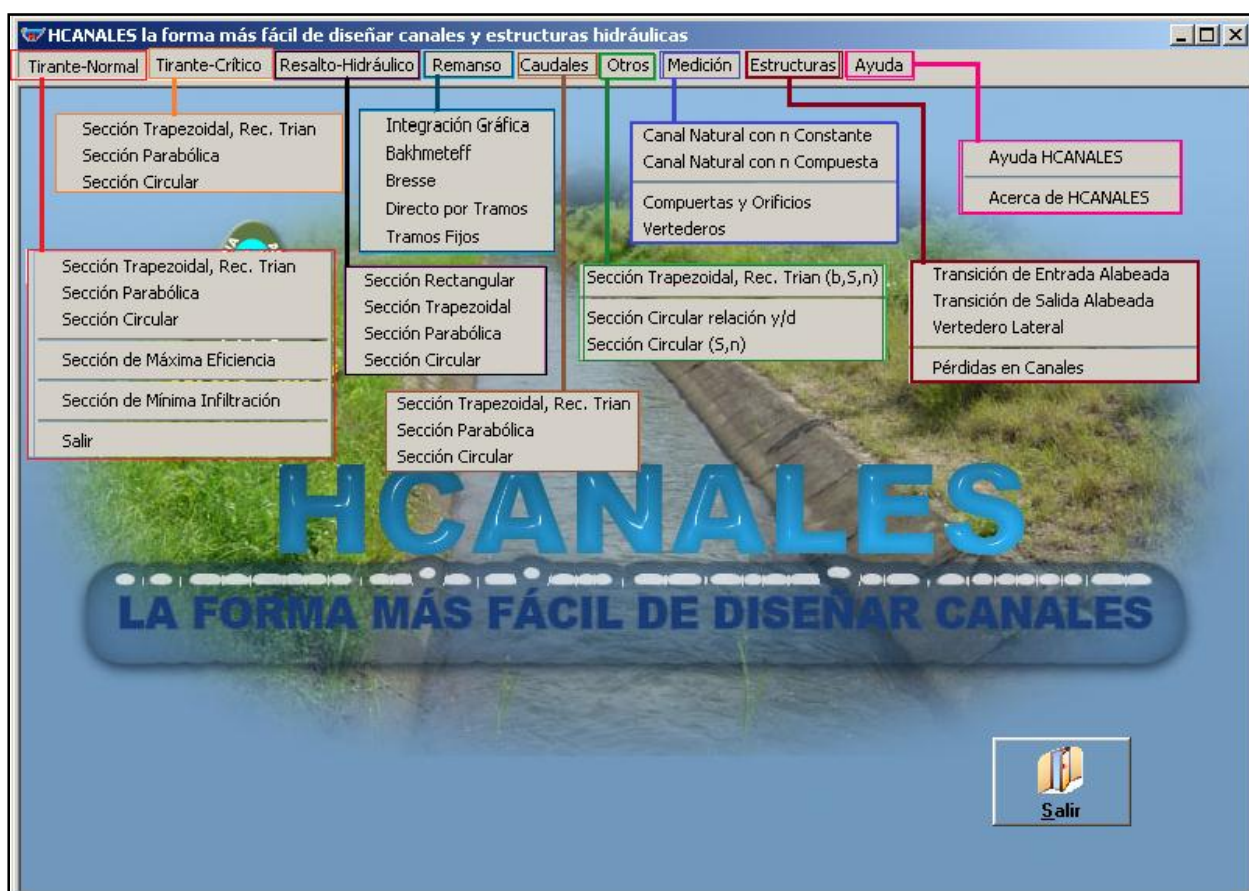 HCANALES la forma más fácil de diseñar canales y estructuras hidráulicas
Tirante-Normal Tirante-Crítico Resalto-Hidráulico Remanso Caudales Otros Medición Estructuras Ayuda
Sección Trapezoidal, Rec. Trian
Sección Parabólica
Sección Circular
Integración Gráfica
Bakhmeteff
Bresse
Directo por Tramos
Tramos Fijos
Canal Natural con n Constante
Canal Natural con n Compuesta
Compuertas y Orificios
Vertederos
Ayuda HCANALES
Acerca de HCANALES
Sección Trapezoidal, Rec. Trian
Sección Parabólica
Sección Circular
Sección de Máxima Eficiencia
Sección de Mínima Infiltración
Salir
Sección Rectangular
Sección Trapezoidal
Sección Parabólica
Sección Circular
Sección Trapezoidal, Rec. Trian (b,S,n)
Sección Circular relación y/d
Sección Circular (S,n)
Transición de Entrada Alabeada
Transición de Salida Alabeada
Vertedero Lateral
Pérdidas en Canales
Sección Trapezoidal, Rec. Trian
Sección Parabólica
Sección Circular
HCANALES
LA FORMA MÁS FÁCIL DE DISEÑAR CANALES
Salir